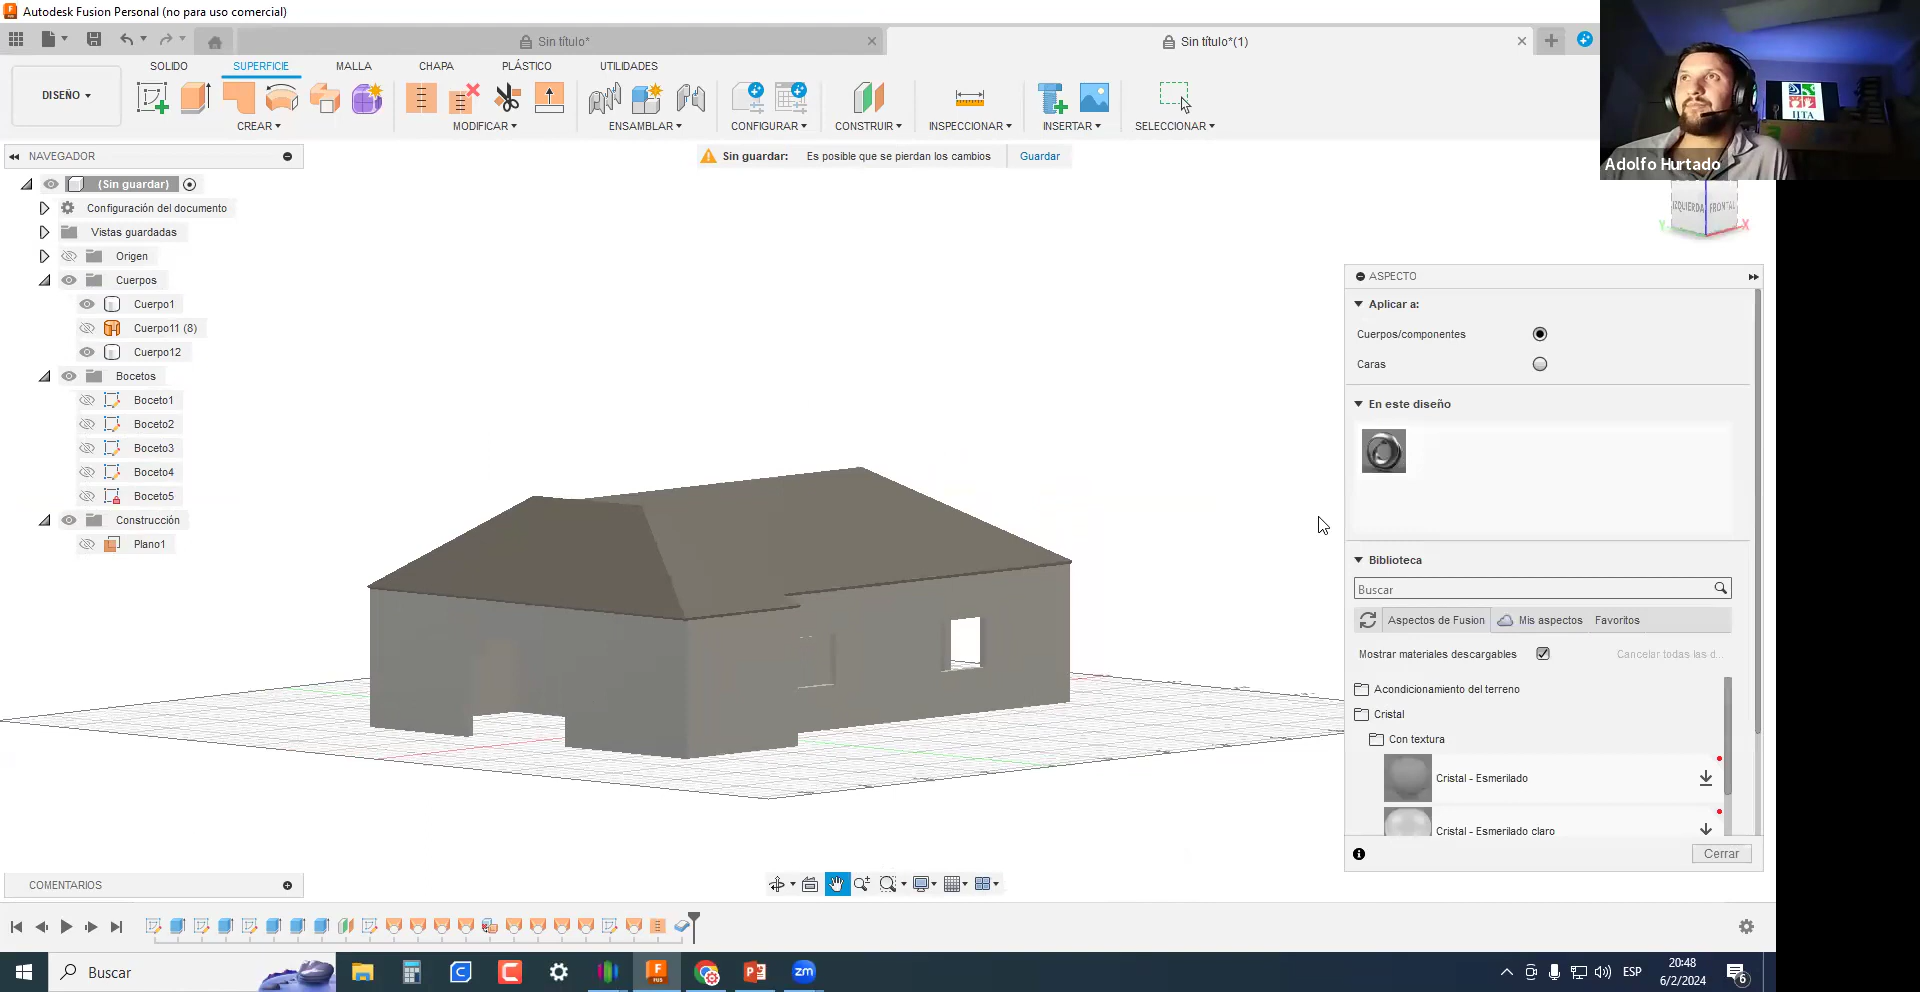 Autodesk Fusion Personal (no para uso comercial)
Sin título*
Sin título*(1)
DISEÑO
SOLIDO
SUPERFICIE
MALLA
CHAPA
PLÁSTICO
UTILIDADES
CREAR
MODIFICAR
ENSAMBLAR
CONFIGURAR
CONSTRUIR
INSPECCIONAR
INSERTAR
SELECCIONAR
IJTA
Adolfo Hurtado
NAVEGADOR
Sin guardar: Es posible que se pierdan los cambios Guardar
(Sin guardar)
Configuración del documento
Vistas guardadas
Origen
Cuerpos
Cuerpo1
Cuerpo11 (8)
Cuerpo12
Bocetos
Boceto1
Boceto2
Boceto3
Boceto4
Boceto5
Construcción
Plano1
IZQUIERDA FRONTAL
Y X
ASPECTO
Aplicar a:
Cuerpos/componentes
Caras
En este diseño
Biblioteca
Buscar
Aspectos de Fusion Mis aspectos Favoritos
Mostrar materiales descargables Cancelar todas las d...
Acondicionamiento del terreno
Cristal
Con textura
Cristal - Esmerilado
Cristal - Esmerilado claro
Cerrar
COMENTARIOS
Buscar
ESP
20:48
6/2/2024
6